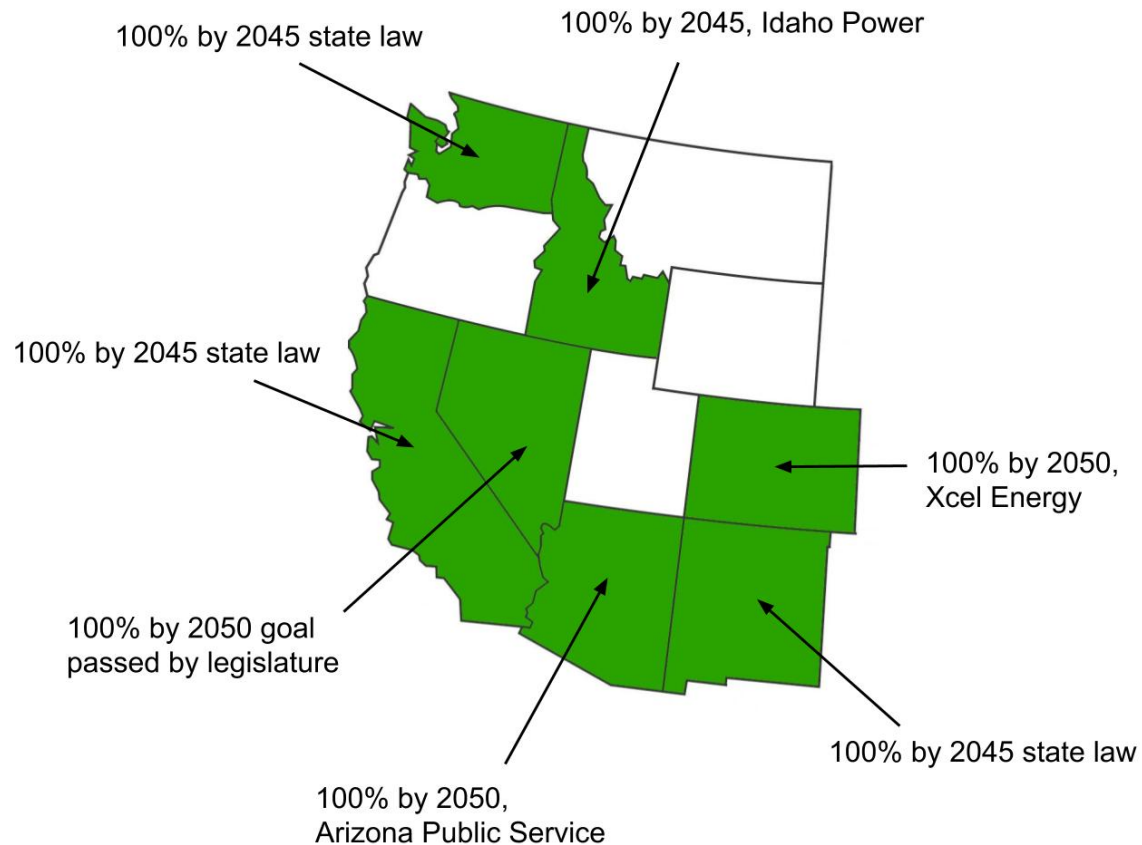 100% by 2045 state law
100% by 2045, Idaho Power
100% by 2045 state law
100% by 2050,
Xcel Energy
100% by 2050 goal
passed by legislature
100% by 2045 state law
100% by 2050,
Arizona Public Service